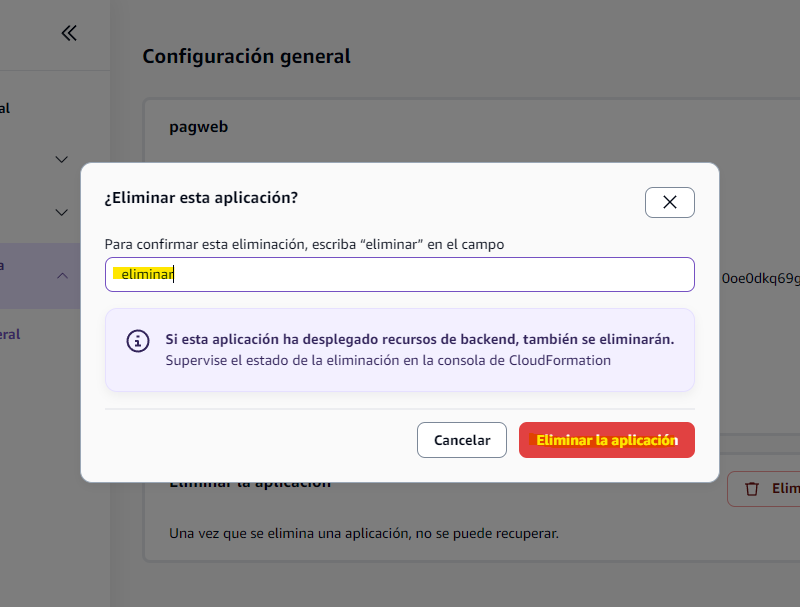 Configuración general
al
pagweb
¿Eliminar esta aplicación?
Para confirmar esta eliminación, escriba “eliminar” en el campo
eliminar
a
0oe0dkq69g
eral
Si esta aplicación ha desplegado recursos de backend, también se eliminarán.
Supervise el estado de la eliminación en la consola de CloudFormation
Cancelar
Eliminar la aplicación
Eliminar la aplicación
Elim
Una vez que se elimina una aplicación, no se puede recuperar.